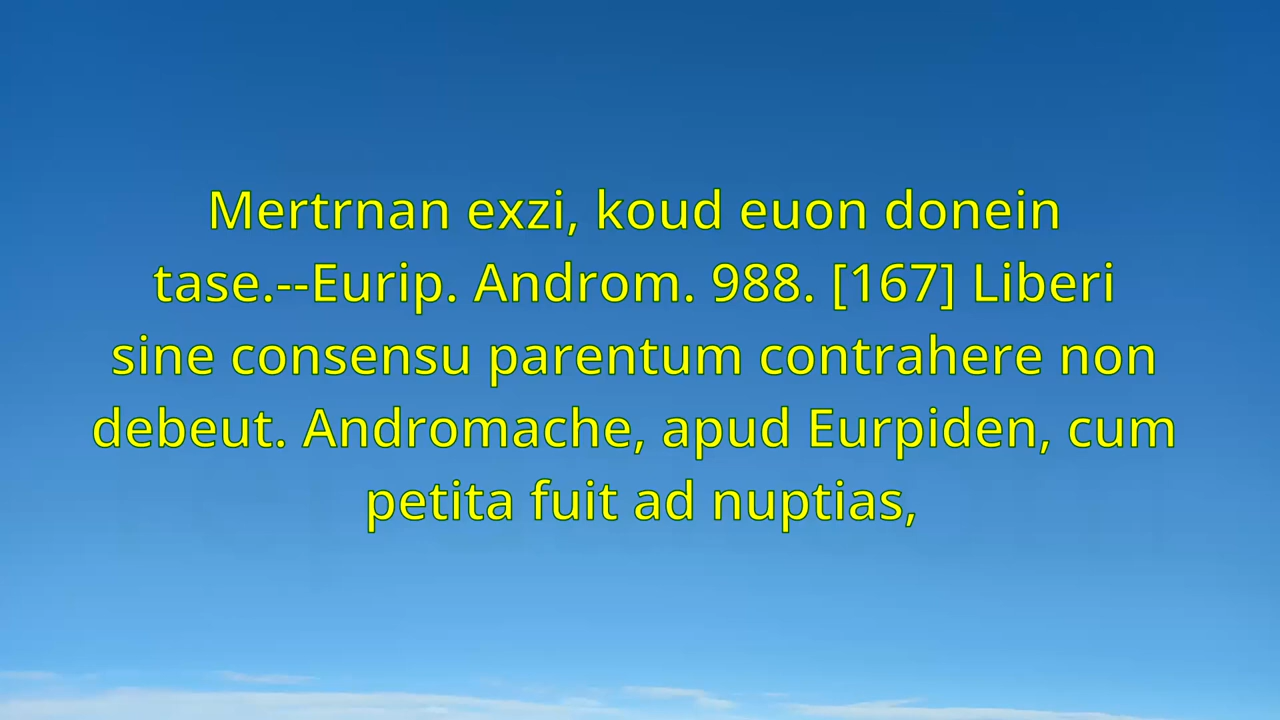 Mertrnan exzi, koud euon donein
tase.--Eurip. Androm. 988. [167] Liberi
sine consensu parentum contrahere non
debeut. Andromache, apud Eurpiden, cum
petita fuit ad nuptias,